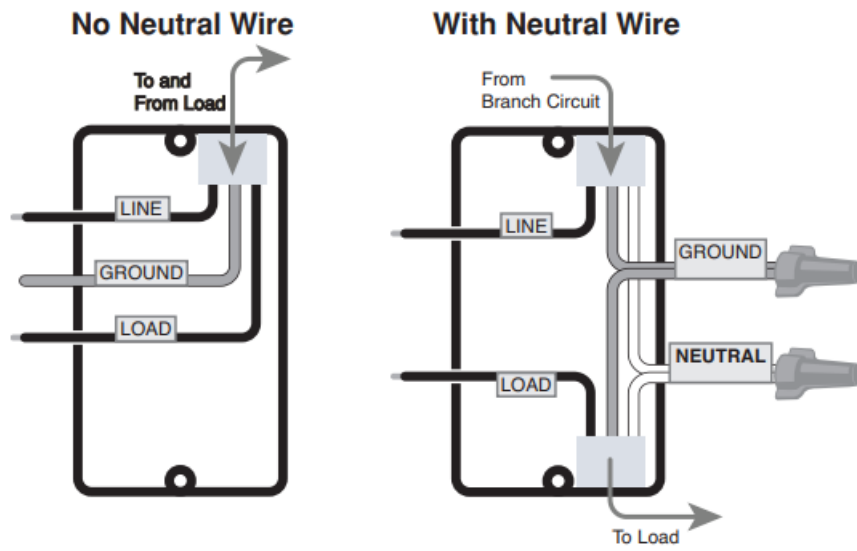 No Neutral Wire
To and
From Load
LINE
GROUND
LOAD
With Neutral Wire
From
Branch Circuit
LINE
GROUND
NEUTRAL
LOAD
To Load